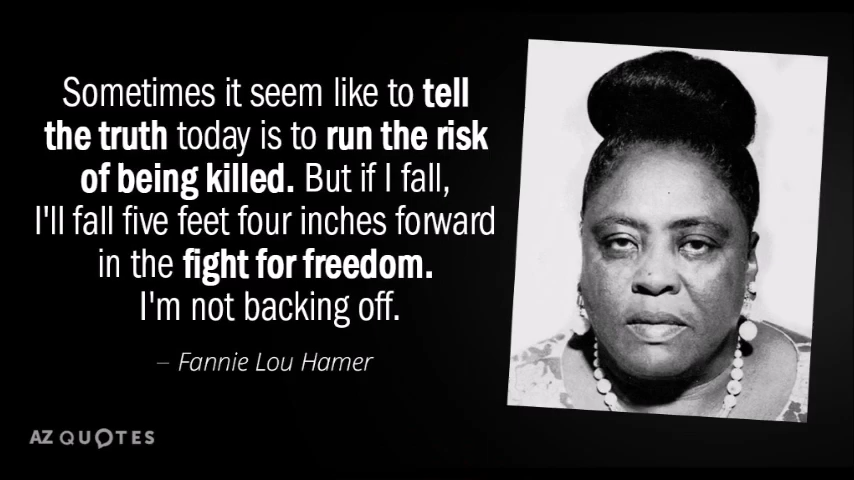 Sometimes it seem like to tell
the truth today is to run the risk
of being killed. But if I fall,
I'll fall five feet four inches forward
in the fight for freedom.
I'm not backing off.
– Fannie Lou Hamer
AZ QUOTES